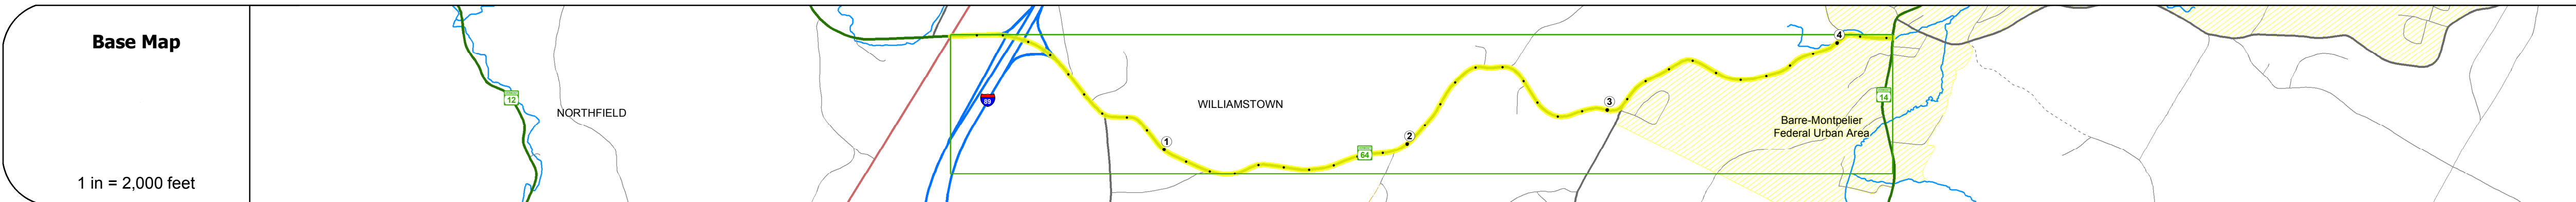 Base Map
1 in = 2,000 feet
12
NORTHFIELD
89
1
WILLIAMSTOWN
64
2
3
4
14
Barre-Montpelier
Federal Urban Area